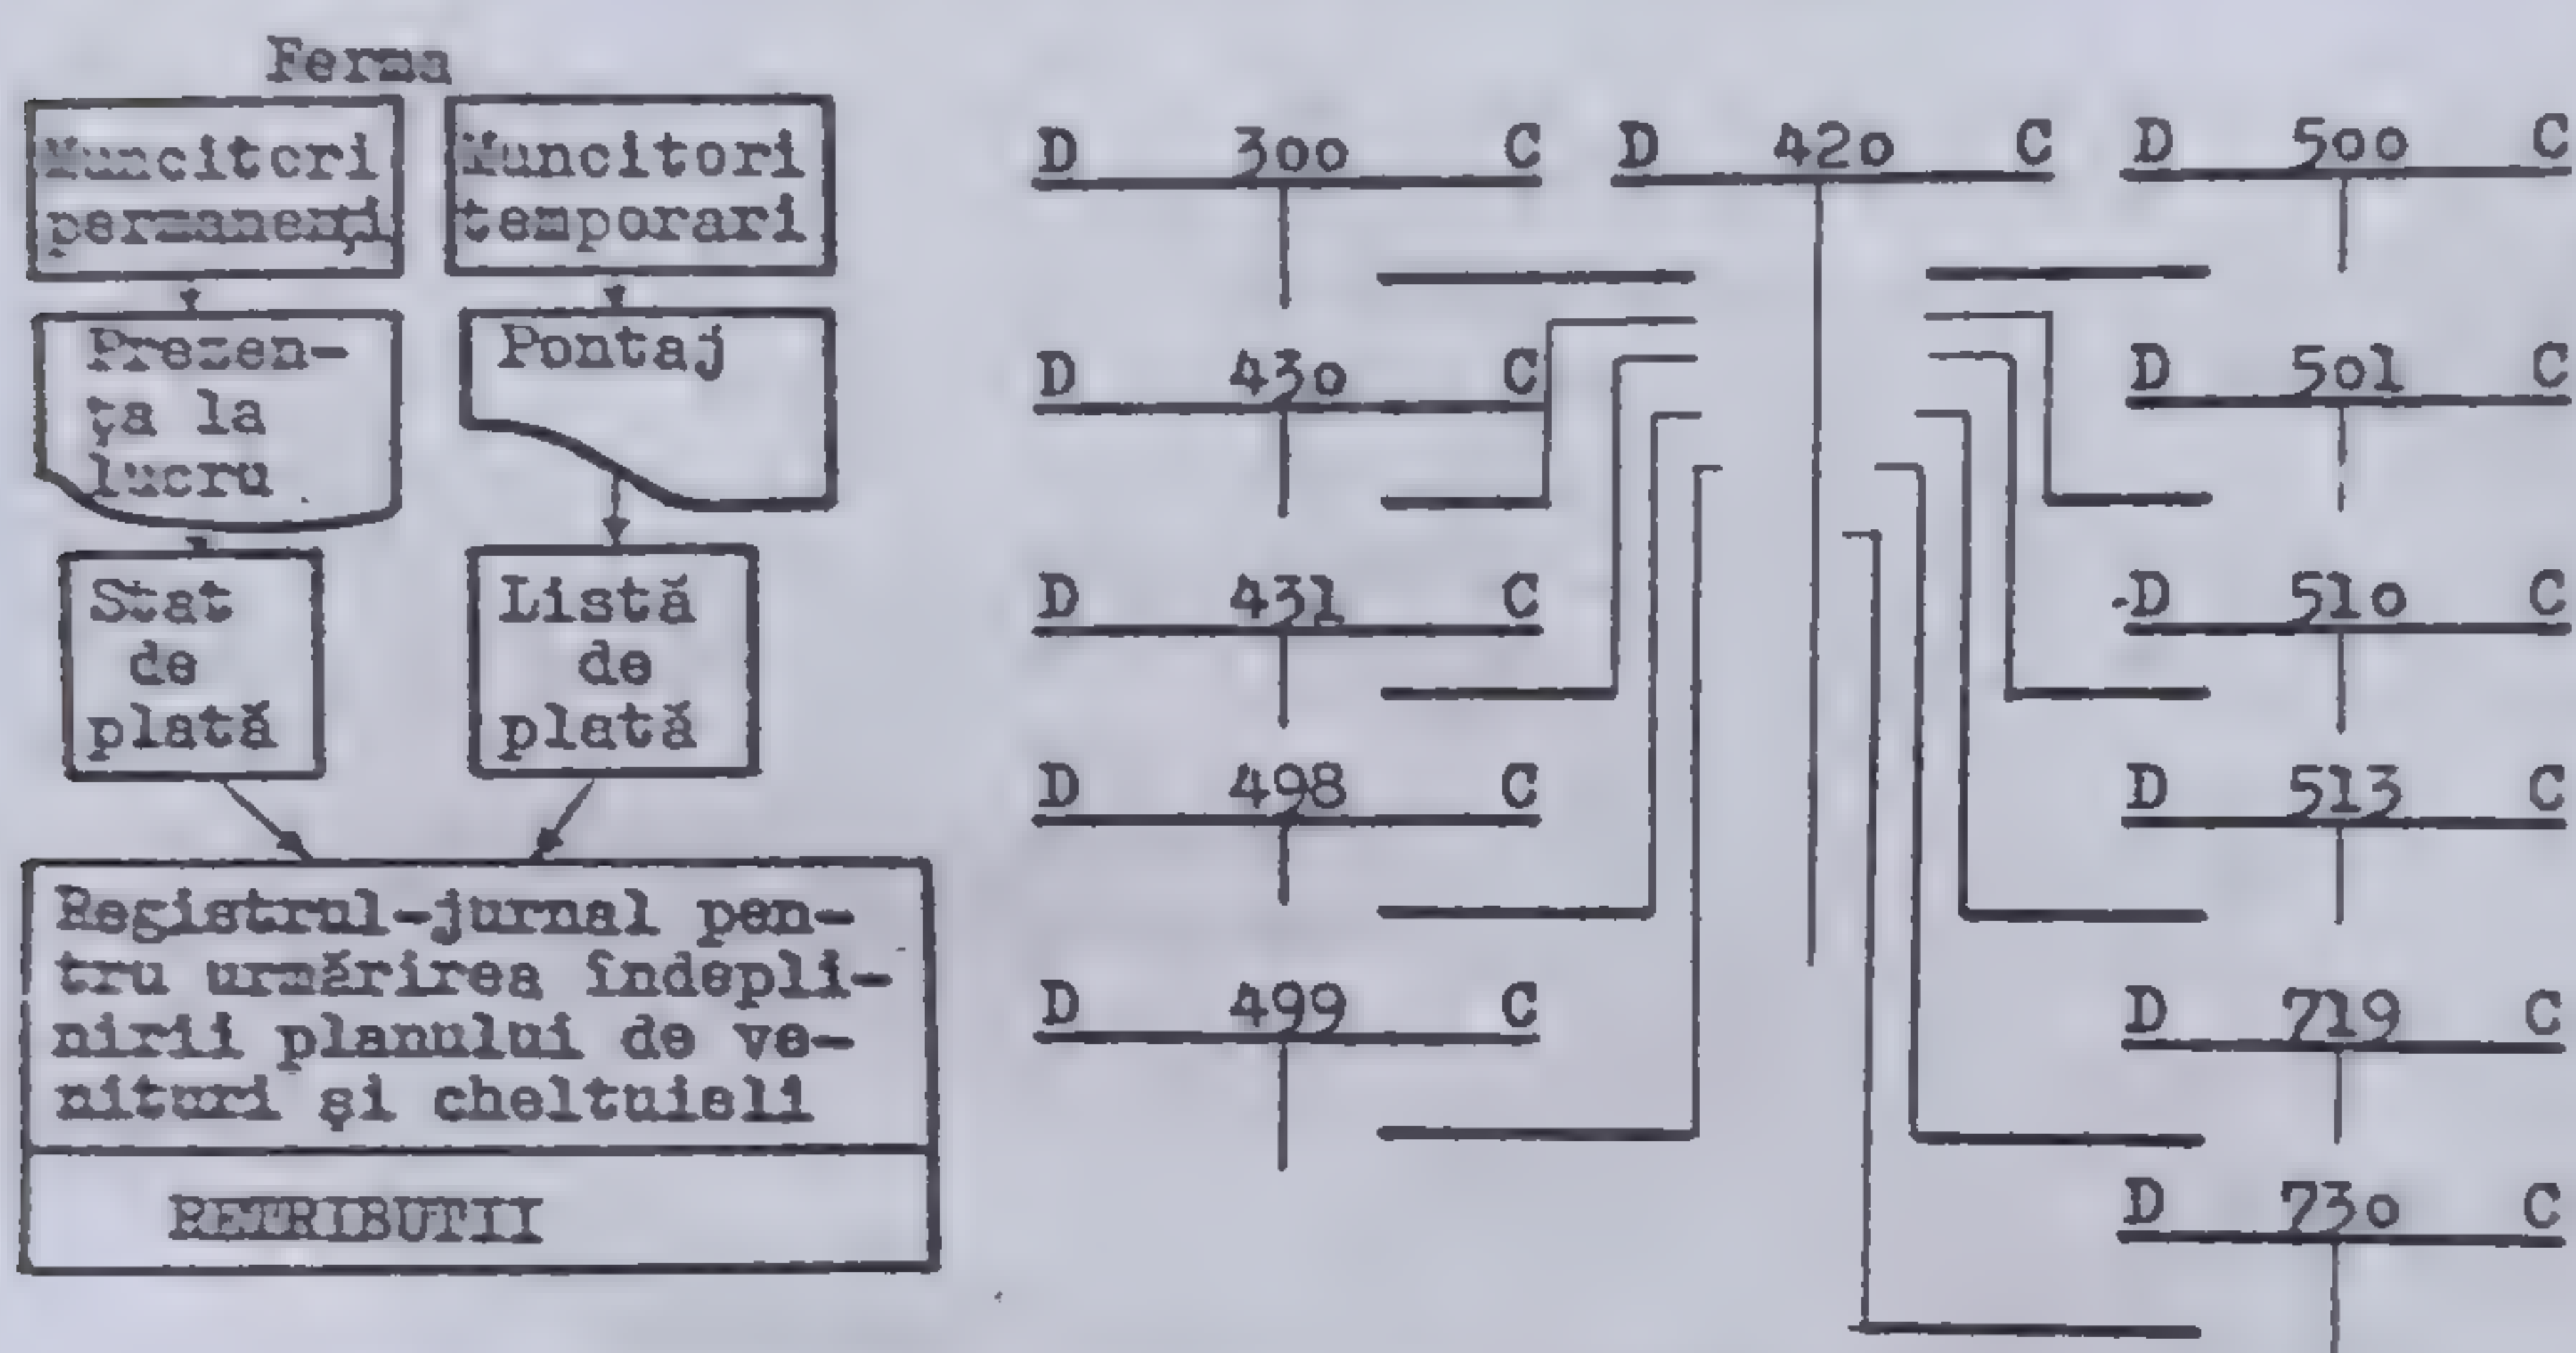 Ferma
Muncitori
permanenți
Muncitori
temporari
Prezen-
ța la
lucru
Pontaj
Stat
de
plată
Listă
de
plată
Registrul-jurnal pen-
tru urmărirea îndepli-
nirii planului de ve-
nituri și cheltuieli
RETRIBUTII
D 300 C
D 420 C
D 500 C
D 430 C
D 501 C
D 431 C
D 510 C
D 498 C
D 513 C
D 499 C
D 719 C
D 730 C